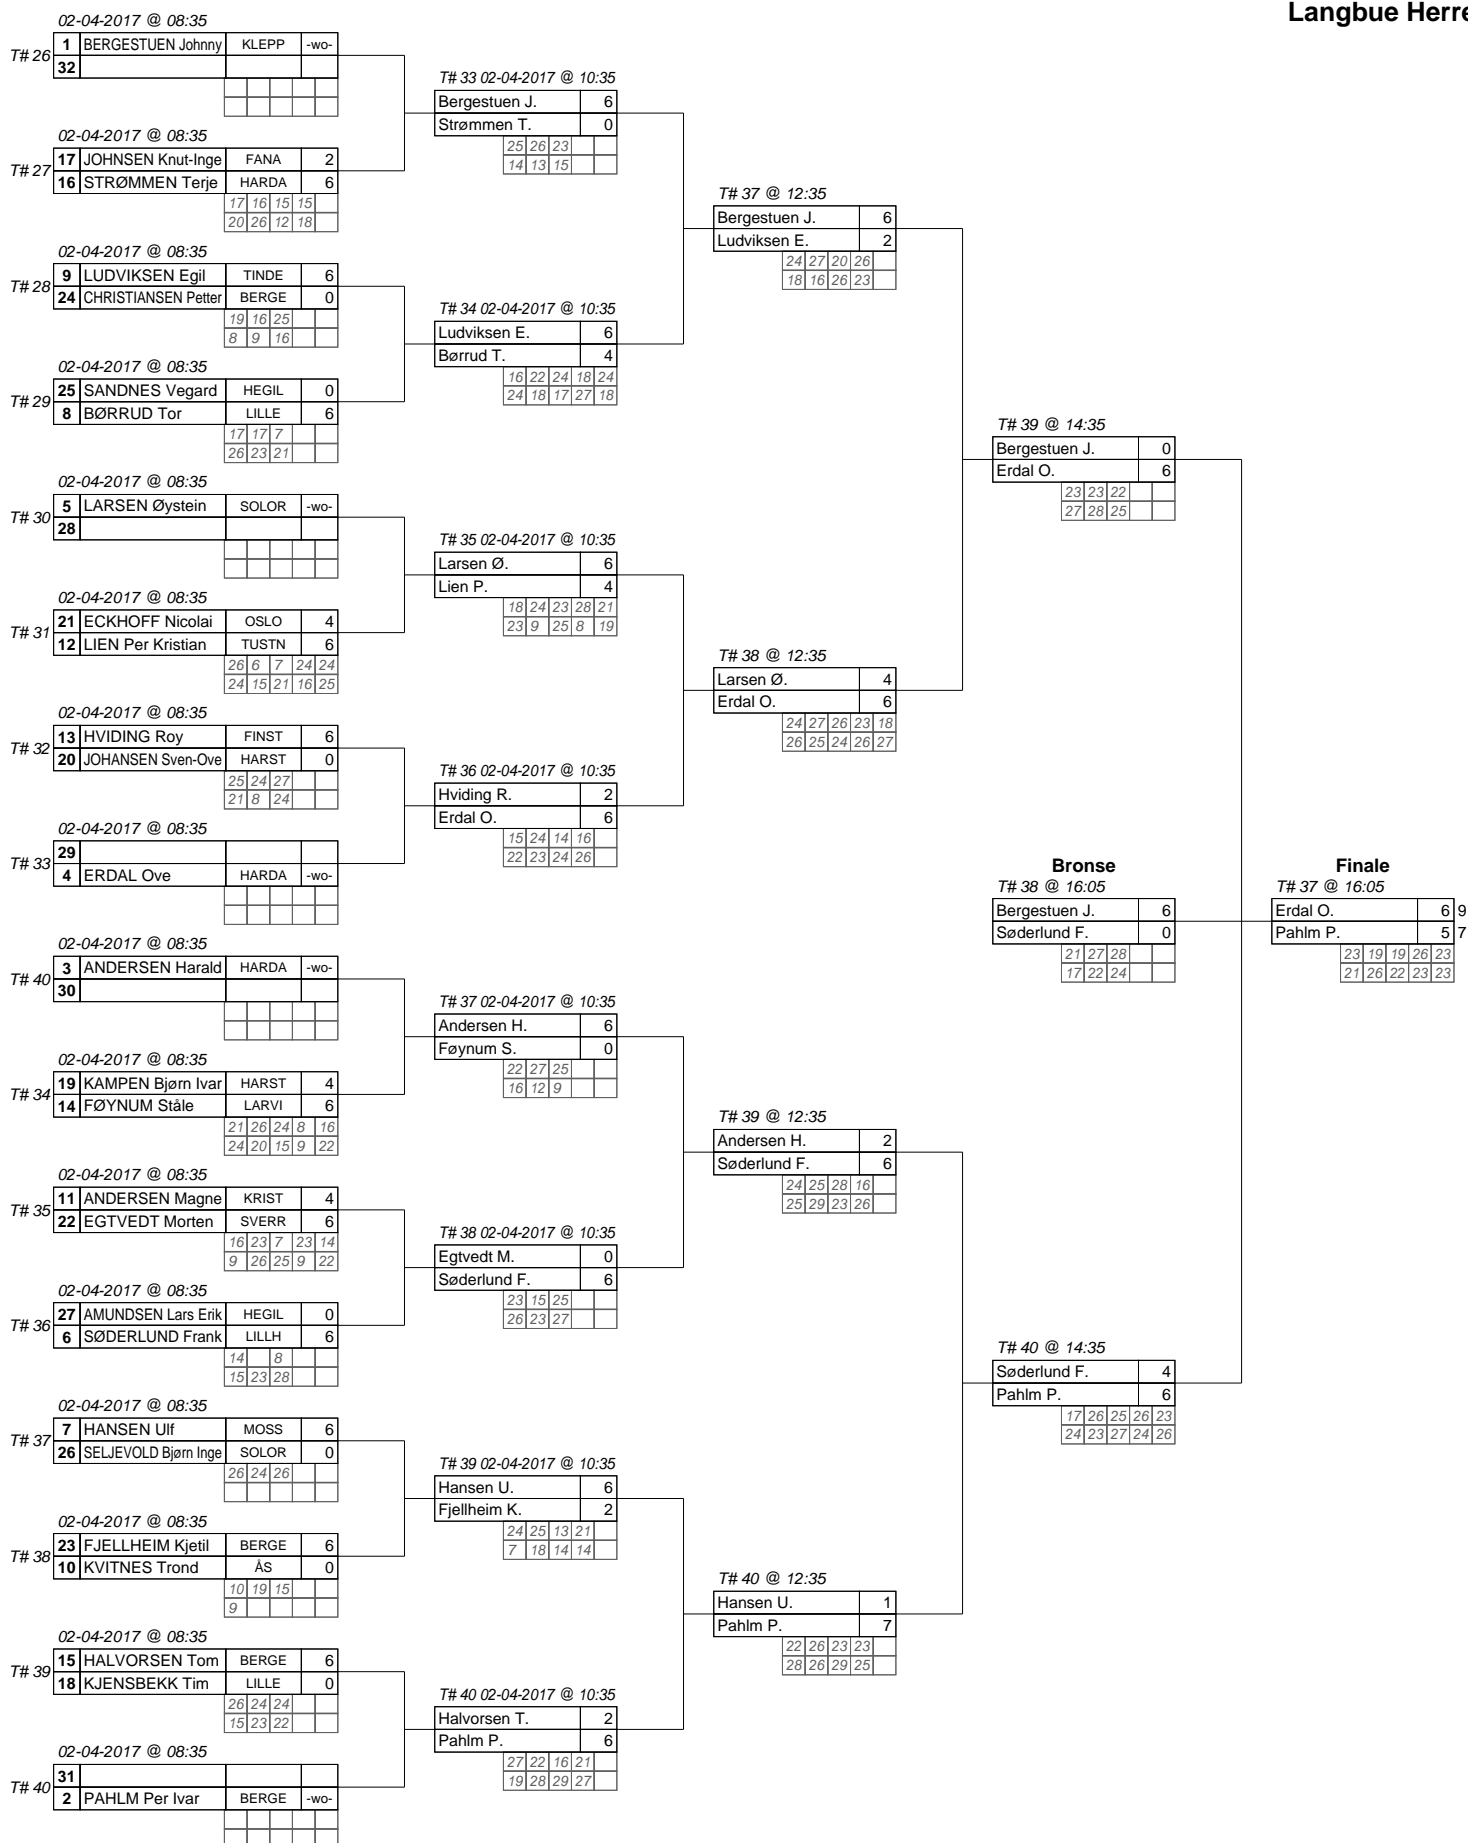 Langbue Herre
02-04-2017 @ 08:35
T# 26
1 BERGESTUEN Johnny KLEPP -wo-
32
02-04-2017 @ 08:35
T# 27
17 JOHNSEN Knut-Inge FANA 2
16 STRØMMEN Terje HARDA 6
17 16 15 15
20 26 12 18
02-04-2017 @ 08:35
T# 28
9 LUDVIKSEN Egil TINDE 6
24 CHRISTIANSEN Petter BERGE 0
19 16 25
8 9 16
02-04-2017 @ 08:35
T# 29
25 SANDNES Vegard HEGIL 0
8 BØRRUD Tor LILLE 6
17 17 7
26 23 21
02-04-2017 @ 08:35
T# 30
5 LARSEN Øystein SOLOR -wo-
28
02-04-2017 @ 08:35
T# 31
21 ECKHOFF Nicolai OSLO 4
12 LIEN Per Kristian TUSTN 6
26 6 7 24 24
24 15 21 16 25
02-04-2017 @ 08:35
T# 32
13 HVIDING Roy FINST 6
20 JOHANSEN Sven-Ove HARST 0
25 24 27
21 8 24
02-04-2017 @ 08:35
T# 33
29
4 ERDAL Ove HARDA -wo-
02-04-2017 @ 08:35
T# 40
3 ANDERSEN Harald HARDA -wo-
30
02-04-2017 @ 08:35
T# 34
19 KAMPEN Bjørn Ivar HARST 4
14 FØYNUM Ståle LARVI 6
21 26 24 8 16
24 20 15 9 22
02-04-2017 @ 08:35
T# 35
11 ANDERSEN Magne KRIST 4
22 EGTVEDT Morten SVERR 6
16 23 7 23 14
9 26 25 9 22
02-04-2017 @ 08:35
T# 36
27 AMUNDSEN Lars Erik HEGIL 0
6 SØDERLUND Frank LILLH 6
14 8
15 23 28
02-04-2017 @ 08:35
T# 37
7 HANSEN Ulf MOSS 6
26 SELJEVOLD Bjørn Inge SOLOR 0
26 24 26
02-04-2017 @ 08:35
T# 38
23 FJELLHEIM Kjetil BERGE 6
10 KVITNES Trond ÅS 0
10 19 15
9
02-04-2017 @ 08:35
T# 39
15 HALVORSEN Tom BERGE 6
18 KJENSBEKK Tim LILLE 0
26 24 24
15 23 22
02-04-2017 @ 08:35
T# 40
31
2 PAHLM Per Ivar BERGE -wo-
T# 33 02-04-2017 @ 10:35
Bergestuen J. 6
Strømmen T. 0
25 26 23
14 13 15
T# 34 02-04-2017 @ 10:35
Ludviksen E. 6
Børrud T. 4
16 22 24 18 24
24 18 17 27 18
T# 35 02-04-2017 @ 10:35
Larsen Ø. 6
Lien P. 4
18 24 23 28 21
23 9 25 8 19
T# 36 02-04-2017 @ 10:35
Hviding R. 2
Erdal O. 6
15 24 14 16
22 23 24 26
T# 37 02-04-2017 @ 10:35
Andersen H. 6
Føynum S. 0
22 27 25
16 12 9
T# 38 02-04-2017 @ 10:35
Egtvedt M. 0
Søderlund F. 6
23 15 25
26 23 27
T# 39 02-04-2017 @ 10:35
Hansen U. 6
Fjellheim K. 2
24 25 13 21
7 18 14 14
T# 40 02-04-2017 @ 10:35
Halvorsen T. 2
Pahlm P. 6
27 22 16 21
19 28 29 27
T# 37 @ 12:35
Bergestuen J. 6
Ludviksen E. 2
24 27 20 26
18 16 26 23
T# 38 @ 12:35
Larsen Ø. 4
Erdal O. 6
24 27 26 23 18
26 25 24 26 27
T# 39 @ 12:35
Andersen H. 2
Søderlund F. 6
24 25 28 16
25 29 23 26
T# 40 @ 12:35
Hansen U. 1
Pahlm P. 7
22 26 23 23
28 26 29 25
T# 39 @ 14:35
Bergestuen J. 0
Erdal O. 6
23 23 22
27 28 25
T# 40 @ 14:35
Søderlund F. 4
Pahlm P. 6
17 26 25 26 23
24 23 27 24 26
Bronse
T# 38 @ 16:05
Bergestuen J. 6
Søderlund F. 0
21 27 28
17 22 24
Finale
T# 37 @ 16:05
Erdal O. 6 9
Pahlm P. 5 7
23 19 19 26 23
21 26 22 23 23